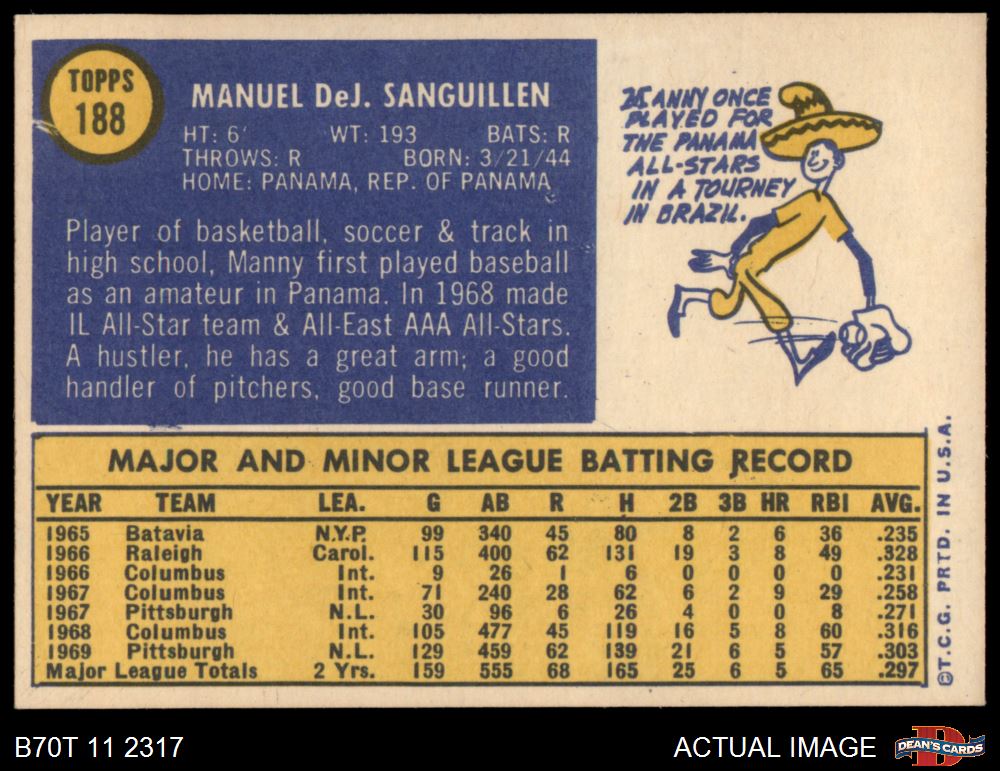 TOPPS
188
MANUEL DeJ. SANGUILLEN
HT: 6' WT: 193 BATS: R
THROWS: R BORN: 3/21/44
HOME: PANAMA, REP. OF PANAMA
Player of basketball, soccer & track in
high school, Manny first played baseball
as an amateur in Panama. In 1968 made
IL All-Star team & All-East AAA All-Stars.
A hustler, he has a great arm; a good
handler of pitchers, good base runner.
MANNY ONCE
PLAYED FOR
THE PANAMA
ALL-STARS
IN A TOURNEY
IN BRAZIL.
MAJOR AND MINOR LEAGUE BATTING RECORD
YEAR TEAM LEA. G AB R H 2B 3B HR RBI AVG.
1965 Batavia N.Y.P. 99 340 45 80 8 2 6 36 .235
1966 Raleigh Carol. 115 400 62 131 19 3 8 49 .328
1966 Columbus Int. 9 26 1 6 0 0 0 0 .231
1967 Columbus Int. 71 240 28 62 6 2 9 29 .258
1967 Pittsburgh N.L. 30 96 6 26 4 0 0 8 .271
1968 Columbus Int. 105 477 45 119 16 5 8 60 .316
1969 Pittsburgh N.L. 129 459 62 139 21 6 5 57 .303
Major League Totals 2 Yrs. 159 555 68 165 25 6 5 65 .297
©T.C.G. PRTD. IN U.S.A.
B70T 11 2317
ACTUAL IMAGE
DEAN'S CARDS